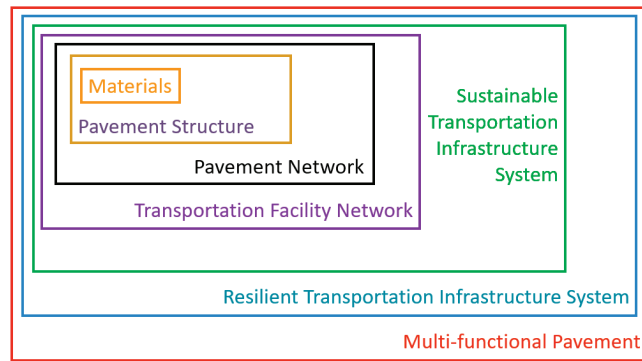 Materials
Pavement Structure
Pavement Network
Transportation Facility Network
Sustainable
Transportation
Infrastructure
System
Resilient Transportation Infrastructure System
Multi-functional Pavement